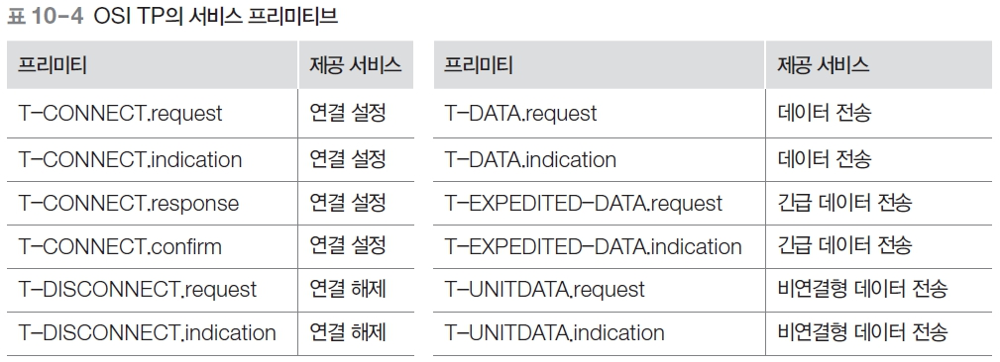 표 10-4 OSI TP의 서비스 프리미티브
프리미티 제공 서비스 프리미티 제공 서비스
T-CONNECT.request 연결 설정 T-DATA.request 데이터 전송
T-CONNECT.indication 연결 설정 T-DATA.indication 데이터 전송
T-CONNECT.response 연결 설정 T-EXPEDITED-DATA.request 긴급 데이터 전송
T-CONNECT.confirm 연결 설정 T-EXPEDITED-DATA.indication 긴급 데이터 전송
T-DISCONNECT.request 연결 해제 T-UNITDATA.request 비연결형 데이터 전송
T-DISCONNECT.indication 연결 해제 T-UNITDATA.indication 비연결형 데이터 전송